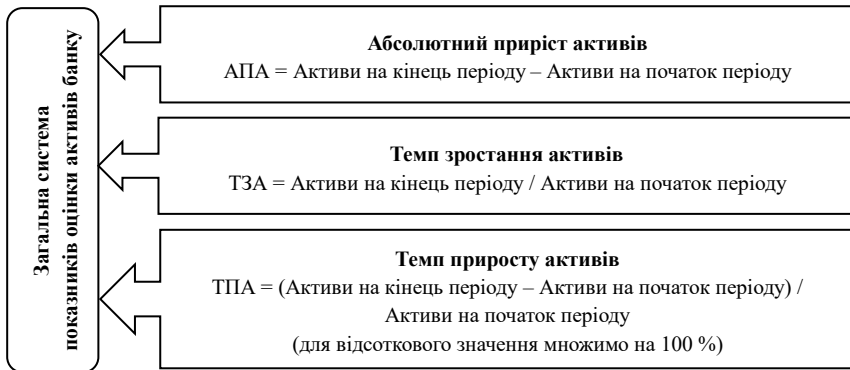 Загальна система
показників оцінки активів банку
Абсолютний приріст активів
АПА = Активи на кінець періоду – Активи на початок періоду
Темп зростання активів
ТЗА = Активи на кінець періоду / Активи на початок періоду
Темп приросту активів
ТПА = (Активи на кінець періоду – Активи на початок періоду) /
Активи на початок періоду
(для відсоткового значення множимо на 100 %)